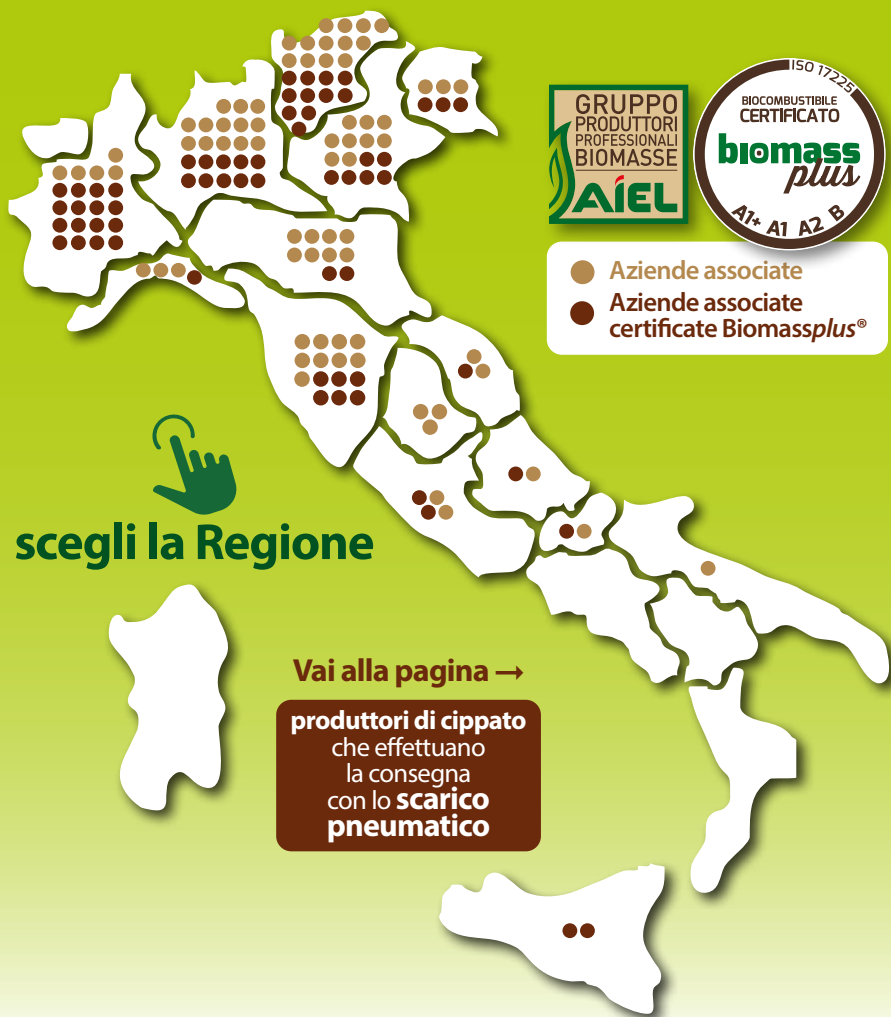 GRUPPO
PRODUTTORI
PROFESSIONALI
BIOMASSE
AIEL
ISO 17225
BIOCOMBUSTIBILE
CERTIFICATO
biomass
plus
A1+ A1 A2 B
Aziende associate
Aziende associate
certificate Biomassplus®
scegli la Regione
Vai alla pagina →
produttori di cippato
che effettuano
la consegna
con lo scarico
pneumatico